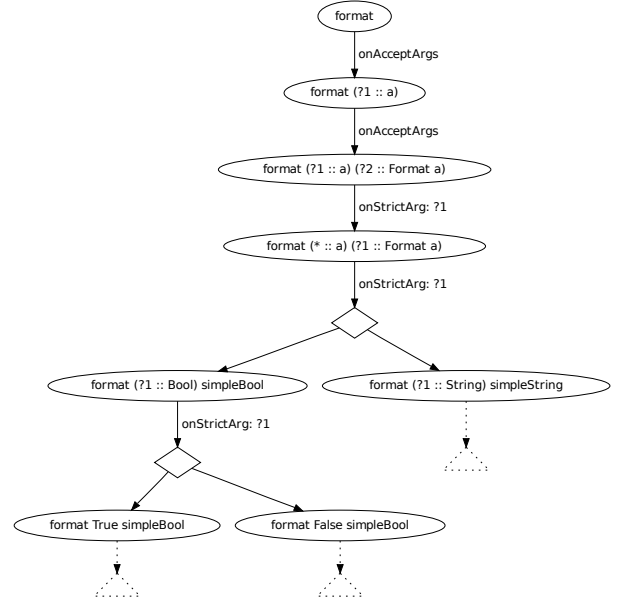 format
onAcceptArgs
format (?1 :: a)
onAcceptArgs
format (?1 :: a) (?2 :: Format a)
onStrictArg: ?1
format (* :: a) (?1 :: Format a)
onStrictArg: ?1
format (?1 :: Bool) simpleBool
format (?1 :: String) simpleString
onStrictArg: ?1
format True simpleBool
format False simpleBool